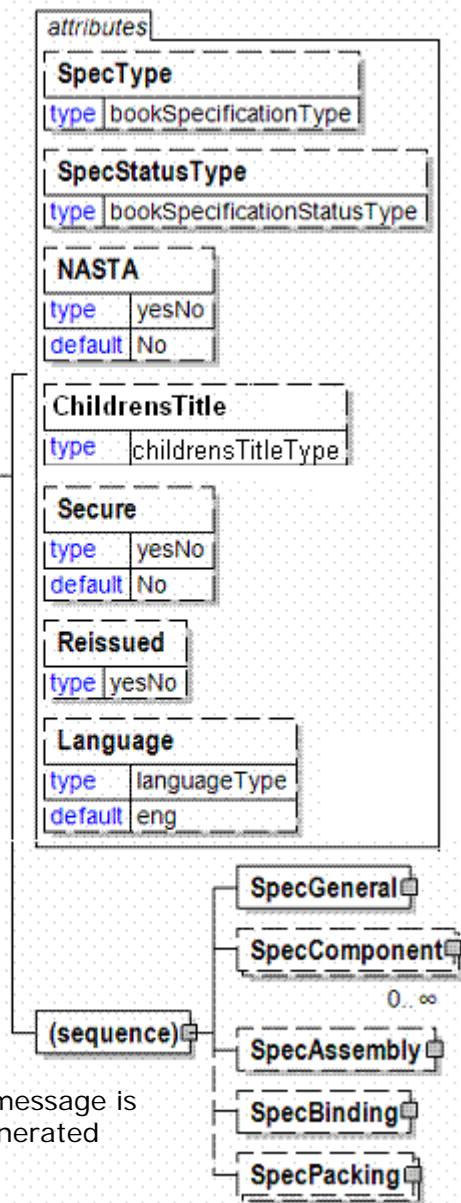 attributes
SpecType
type bookSpecificationType
SpecStatusType
type bookSpecificationStatusType
NASTA
type yesNo
default No
ChildrensTitle
type childrensTitleType
Secure
type yesNo
default No
Reissued
type yesNo
Language
type languageType
default eng
SpecGeneral
SpecComponent
0.. ∞
(sequence)
SpecAssembly
message is
nerated
SpecBinding
SpecPacking